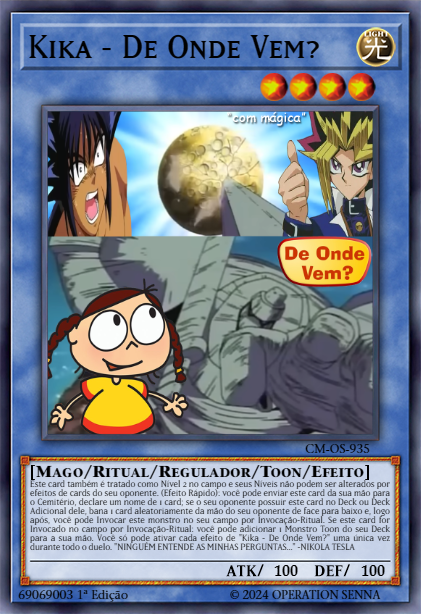 Kika - De Onde Vem?
LIGHT
光
"com mágica"
De Onde
Vem?
CM-OS-935
[Mago/Ritual/Regulador/Toon/Efeito]
Este card também é tratado como Nível 2 no campo e seus Níveis não podem ser alterados por
efeitos de cards do seu oponente. (Efeito Rápido): você pode enviar este card da sua mão para
o Cemitério, declare um nome de 1 card; se o seu oponente possuir este card no Deck ou Deck
Adicional dele, bana 1 card aleatoriamente da mão do seu oponente de face para baixo e, logo
após, você pode Invocar este monstro no seu campo por Invocação-Ritual. Se este card for
Invocado no campo por Invocação-Ritual: você pode adicionar 1 Monstro Toon do seu Deck
para a sua mão. Você só pode ativar cada efeito de "Kika - De Onde Vem?" uma única vez
durante todo o duelo. "NINGUÉM ENTENDE AS MINHAS PERGUNTAS..." -NIKOLA TESLA
ATK/ 100 DEF/ 100
69069003 1ª Edição
© 2024 OPERATION SENNA